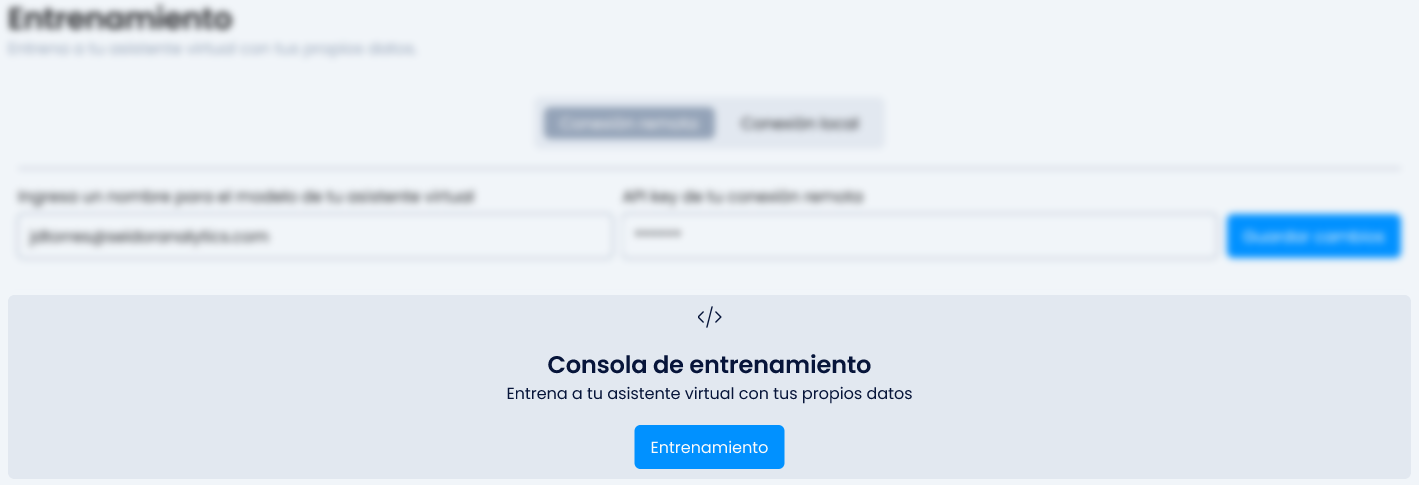 Entrenamiento
Entrena a tu asistente virtual con tus propios datos.
Conexión remota
Conexión local
Ingresa un nombre para el modelo de tu asistente virtual
API key de tu conexión remota
Guardar cambios
</>
Consola de entrenamiento
Entrena a tu asistente virtual con tus propios datos
Entrenamiento